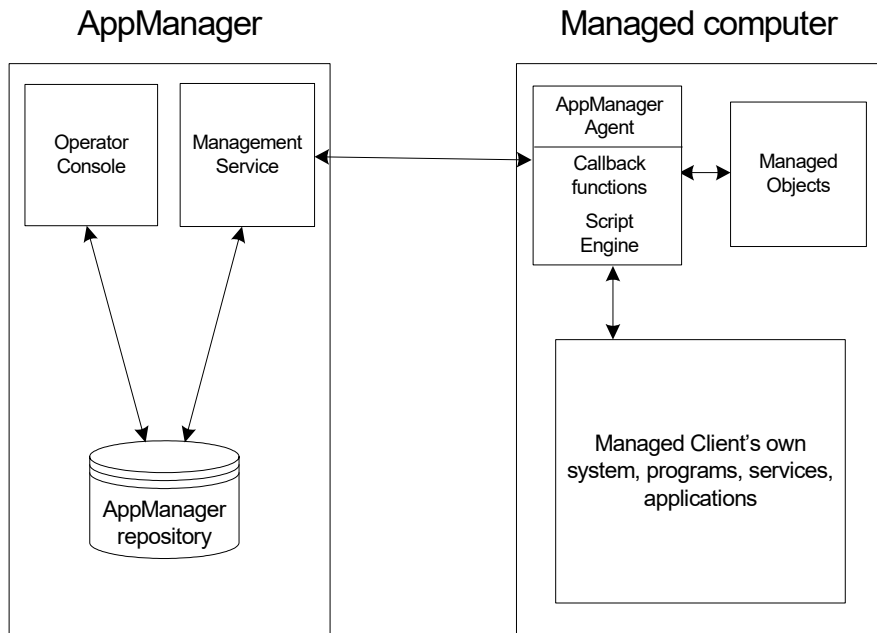 AppManager
Managed computer
Operator
Console
Management
Service
AppManager
Agent
Callback
functions
Script
Engine
Managed
Objects
Managed Client's own
system, programs, services,
applications
AppManager
repository